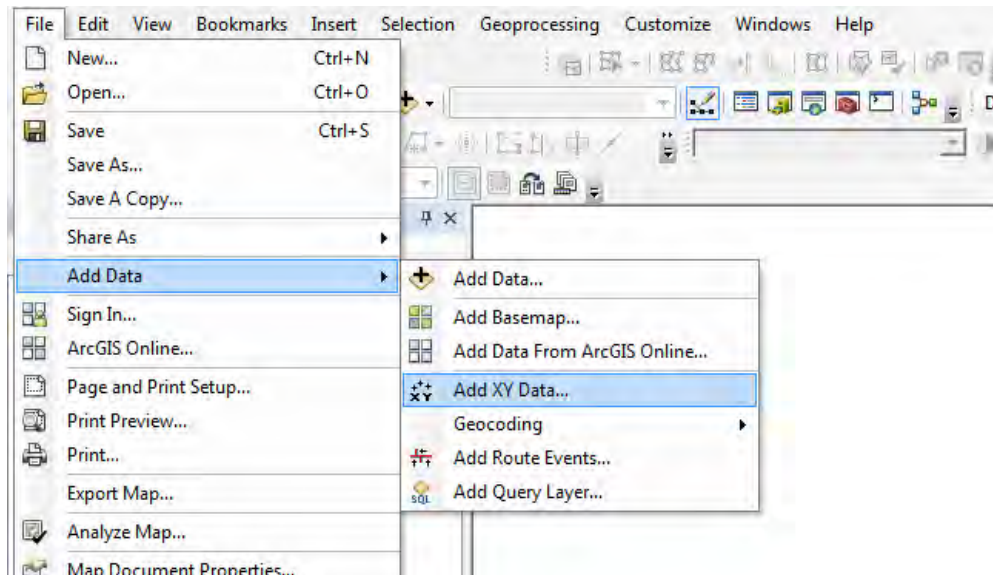 File Edit View Bookmarks Insert Selection Geoprocessing Customize Windows Help
New... Ctrl+N
Open... Ctrl+O
Save Ctrl+S
Save As...
Save A Copy...
Share As
Add Data
Sign In...
ArcGIS Online...
Page and Print Setup...
Print Preview...
Print...
Export Map...
Analyze Map...
Map Document Properties...
Add Data...
Add Basemap...
Add Data From ArcGIS Online...
XY Add XY Data...
Geocoding
Add Route Events...
SQL Add Query Layer...